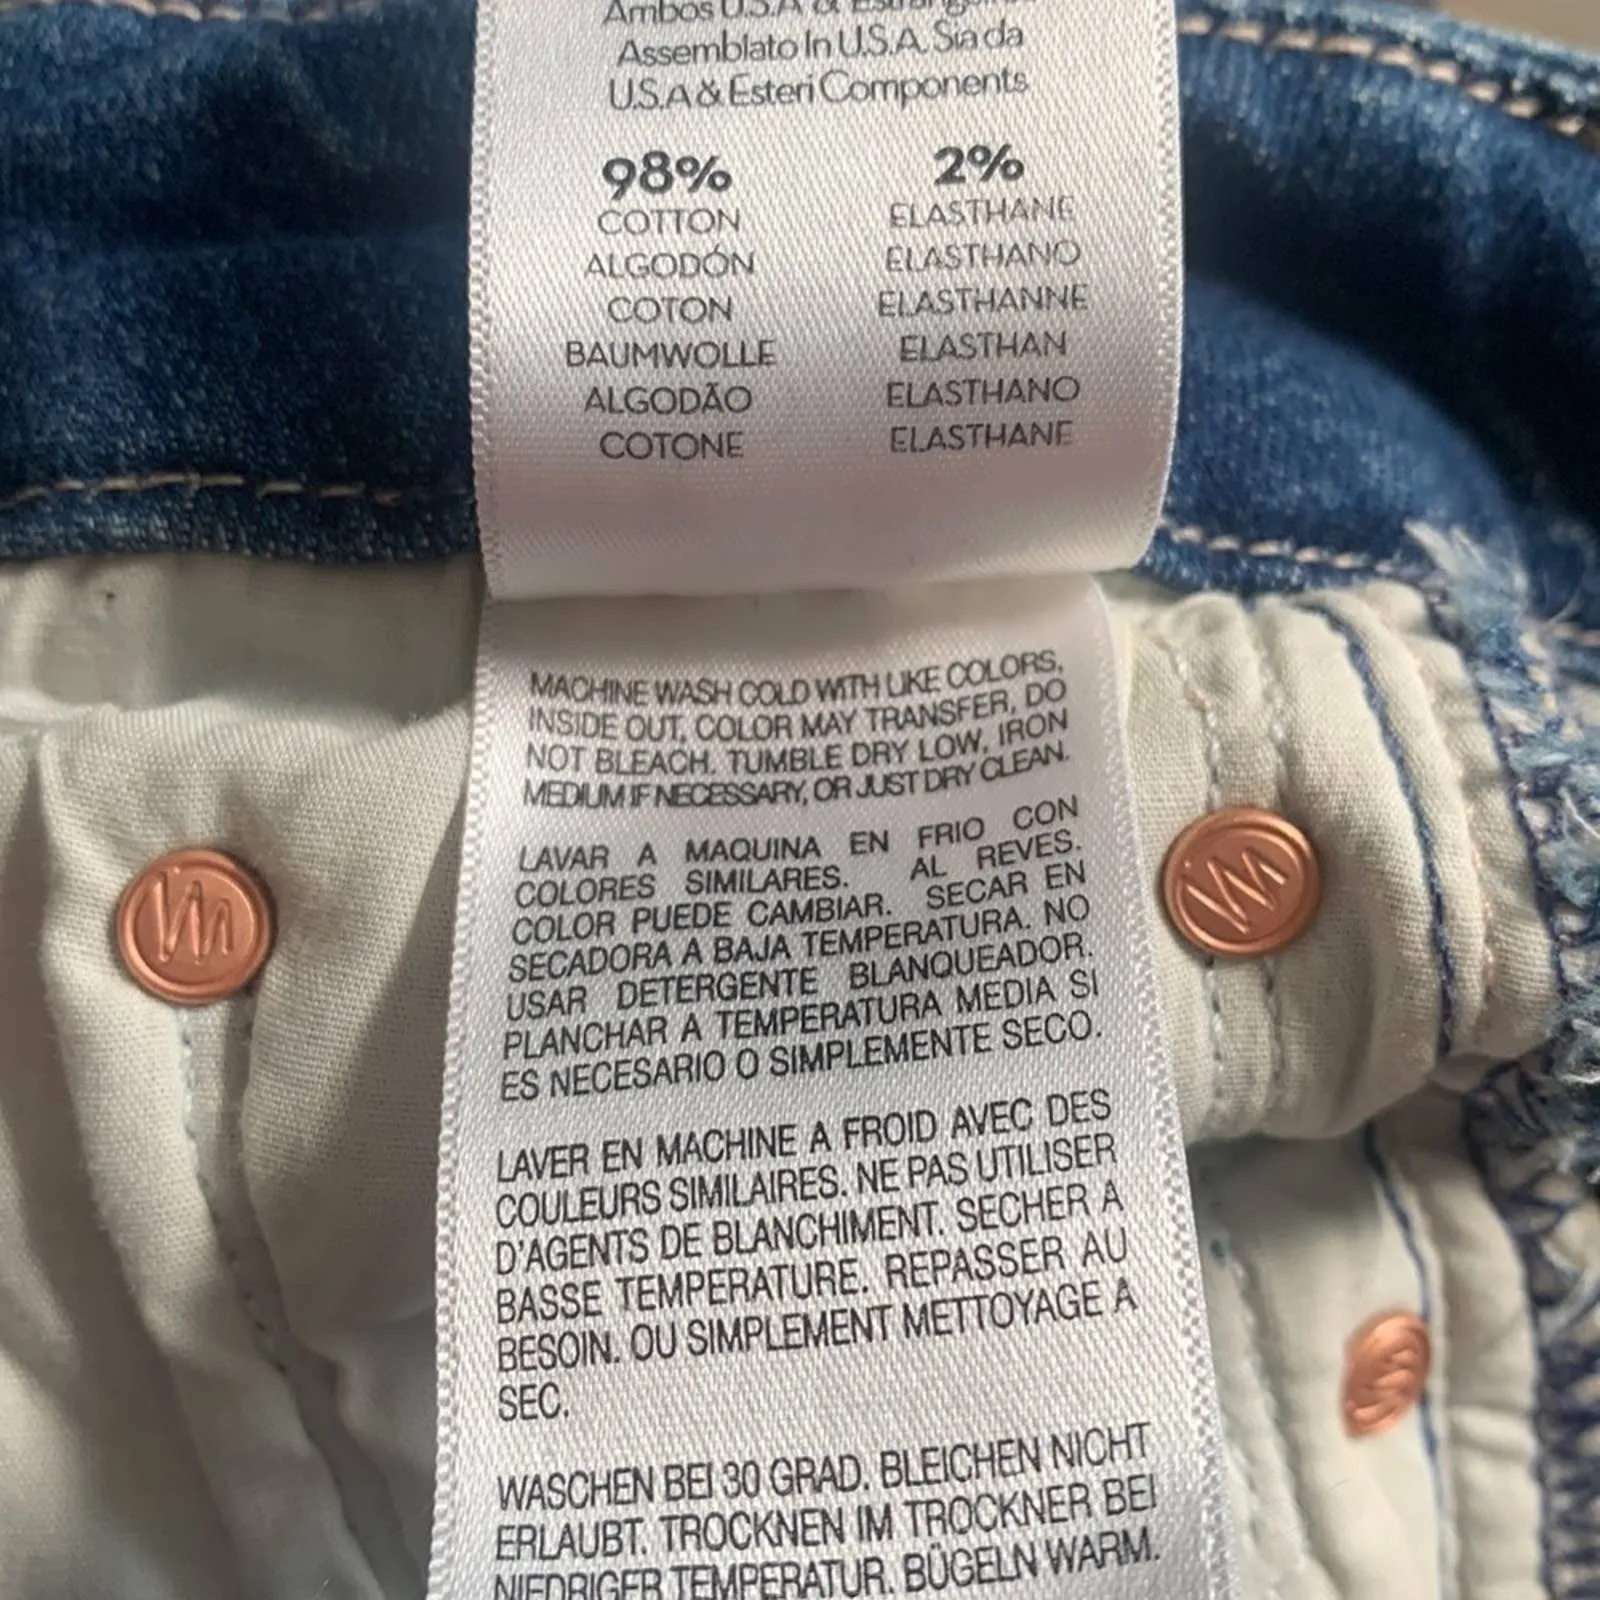 Ambos U.S.A & Estrangeiros
Assemblato In U.S.A. Sia da
U.S.A & Esteri Components
98% 2%
COTTON ELASTHANE
ALGODÓN ELASTHANO
COTON ELASTHANNE
BAUMWOLLE ELASTHAN
ALGODÃO ELASTHANO
COTONE ELASTHANE
MACHINE WASH COLD WITH LIKE COLORS,
INSIDE OUT, COLOR MAY TRANSFER, DO
NOT BLEACH. TUMBLE DRY LOW, IRON
MEDIUM IF NECESSARY, OR JUST DRY CLEAN.
LAVAR A MAQUINA EN FRIO CON
COLORES SIMILARES. AL REVES.
COLOR PUEDE CAMBIAR. SECAR EN
SECADORA A BAJA TEMPERATURA. NO
USAR DETERGENTE BLANQUEADOR.
PLANCHAR A TEMPERATURA MEDIA SI
ES NECESARIO O SIMPLEMENTE SECO.
LAVER EN MACHINE A FROID AVEC DES
COULEURS SIMILAIRES. NE PAS UTILISER
D'AGENTS DE BLANCHIMENT. SECHER A
BASSE TEMPERATURE. REPASSER AU
BESOIN. OU SIMPLEMENT METTOYAGE A
SEC.
WASCHEN BEI 30 GRAD. BLEICHEN NICHT
ERLAUBT. TROCKNEN IM TROCKNER BEI
NIEDRIGER TEMPERATUR. BÜGELN WARM.